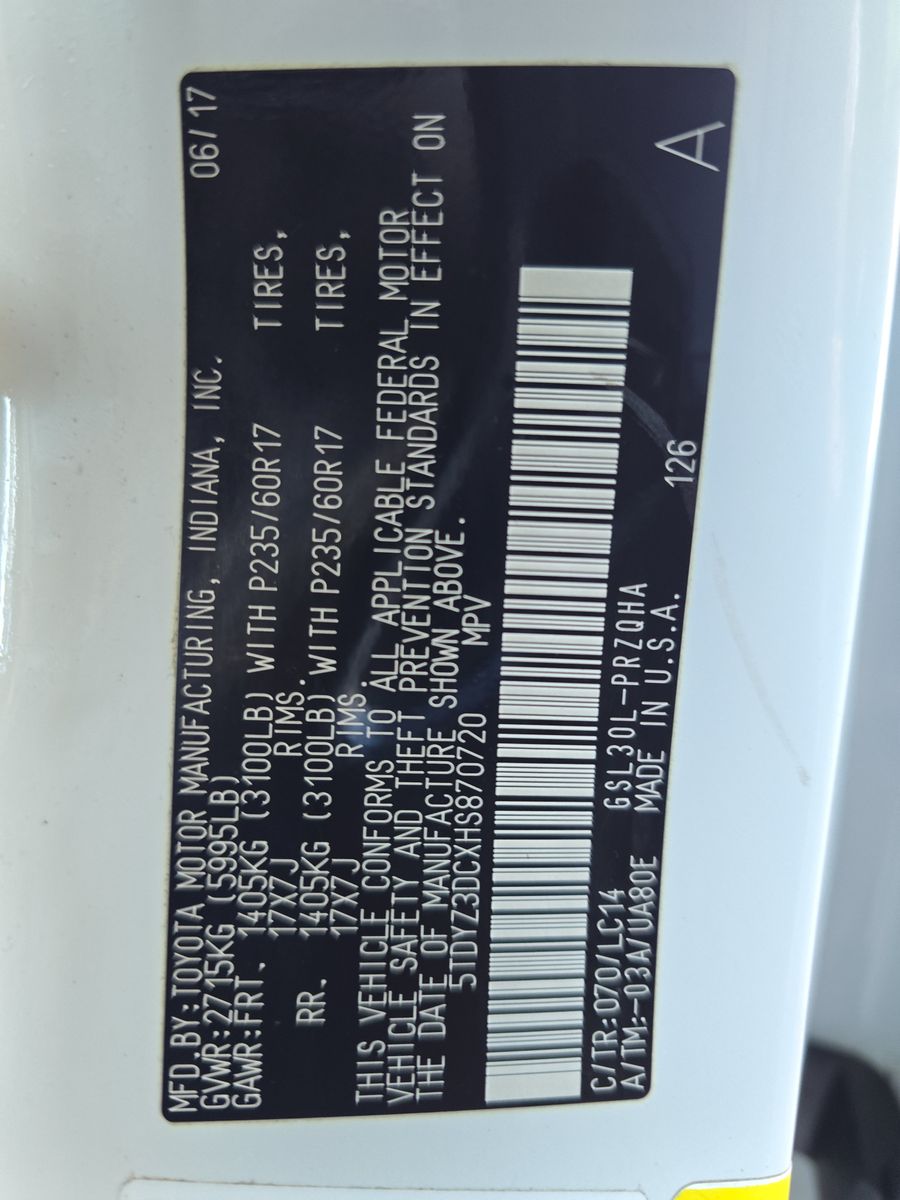 MFD.BY:TOYOTA MOTOR MANUFACTURING, INDIANA, INC. 06/17
GVWR:2715KG (5995LB)
GAWR:FRT. 1405KG (3100LB) WITH P235/60R17 TIRES,
17X7J RIMS.
RR. 1405KG (3100LB) WITH P235/60R17 TIRES,
17X7J RIMS.
THIS VEHICLE CONFORMS TO ALL APPLICABLE FEDERAL MOTOR
VEHICLE SAFETY AND THEFT PREVENTION STANDARDS IN EFFECT ON
THE DATE OF MANUFACTURE SHOWN ABOVE.
5TDYZ3DCXHS870720 MPV
C/TR:070/LC14 GSL30L-PRZQHA
A/TM:-03A/UA80E MADE IN U.S.A. 126
A